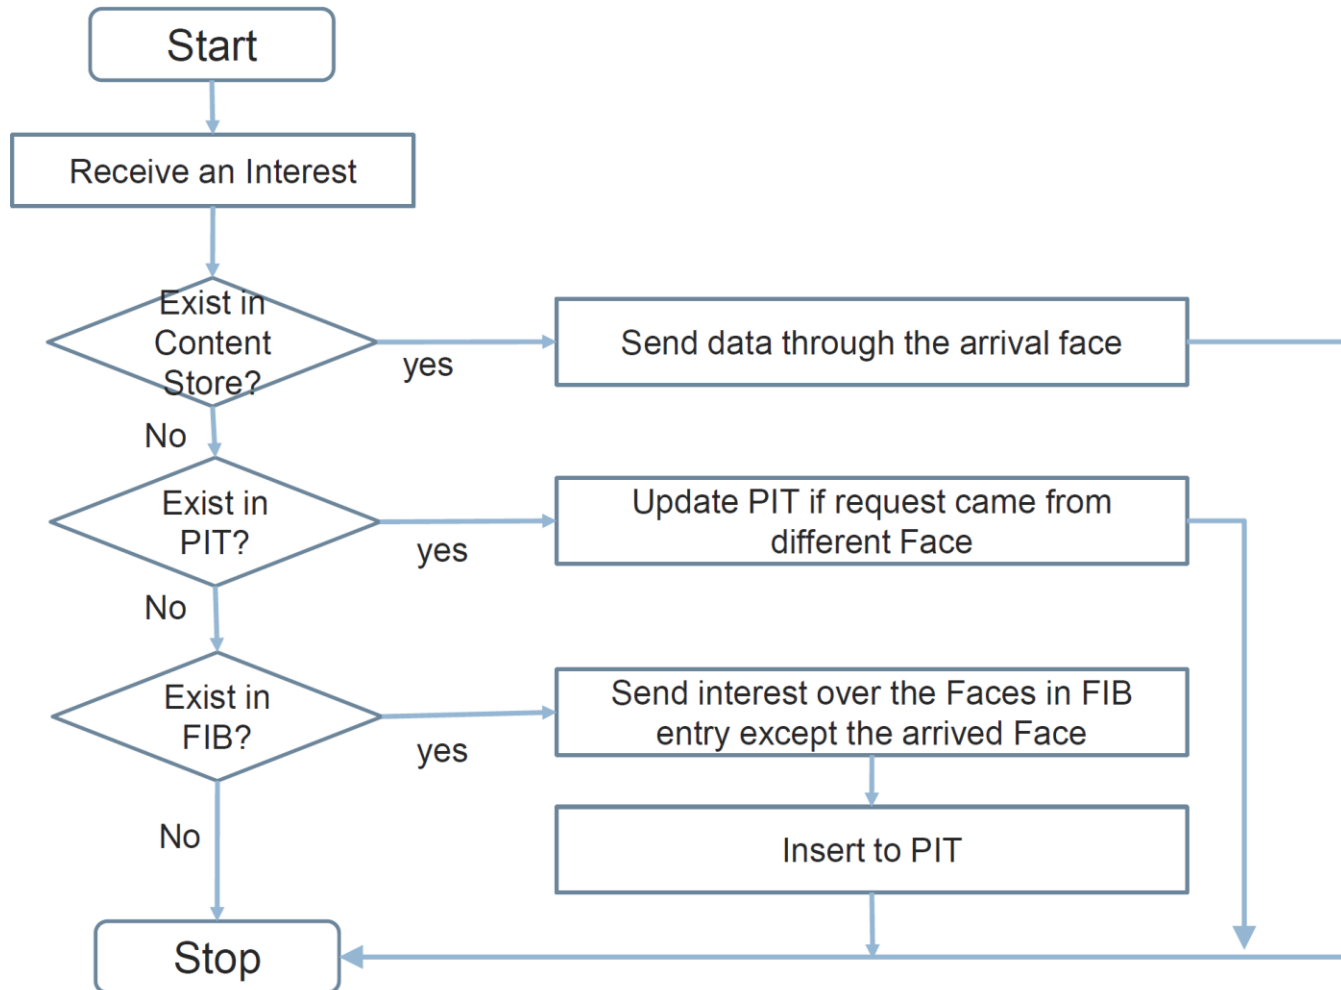 Start
Receive an Interest
Exist in
Content
Store?
yes
Send data through the arrival face
No
Exist in
PIT?
yes
Update PIT if request came from
different Face
No
Exist in
FIB?
yes
Send interest over the Faces in FIB
entry except the arrived Face
No
Insert to PIT
Stop